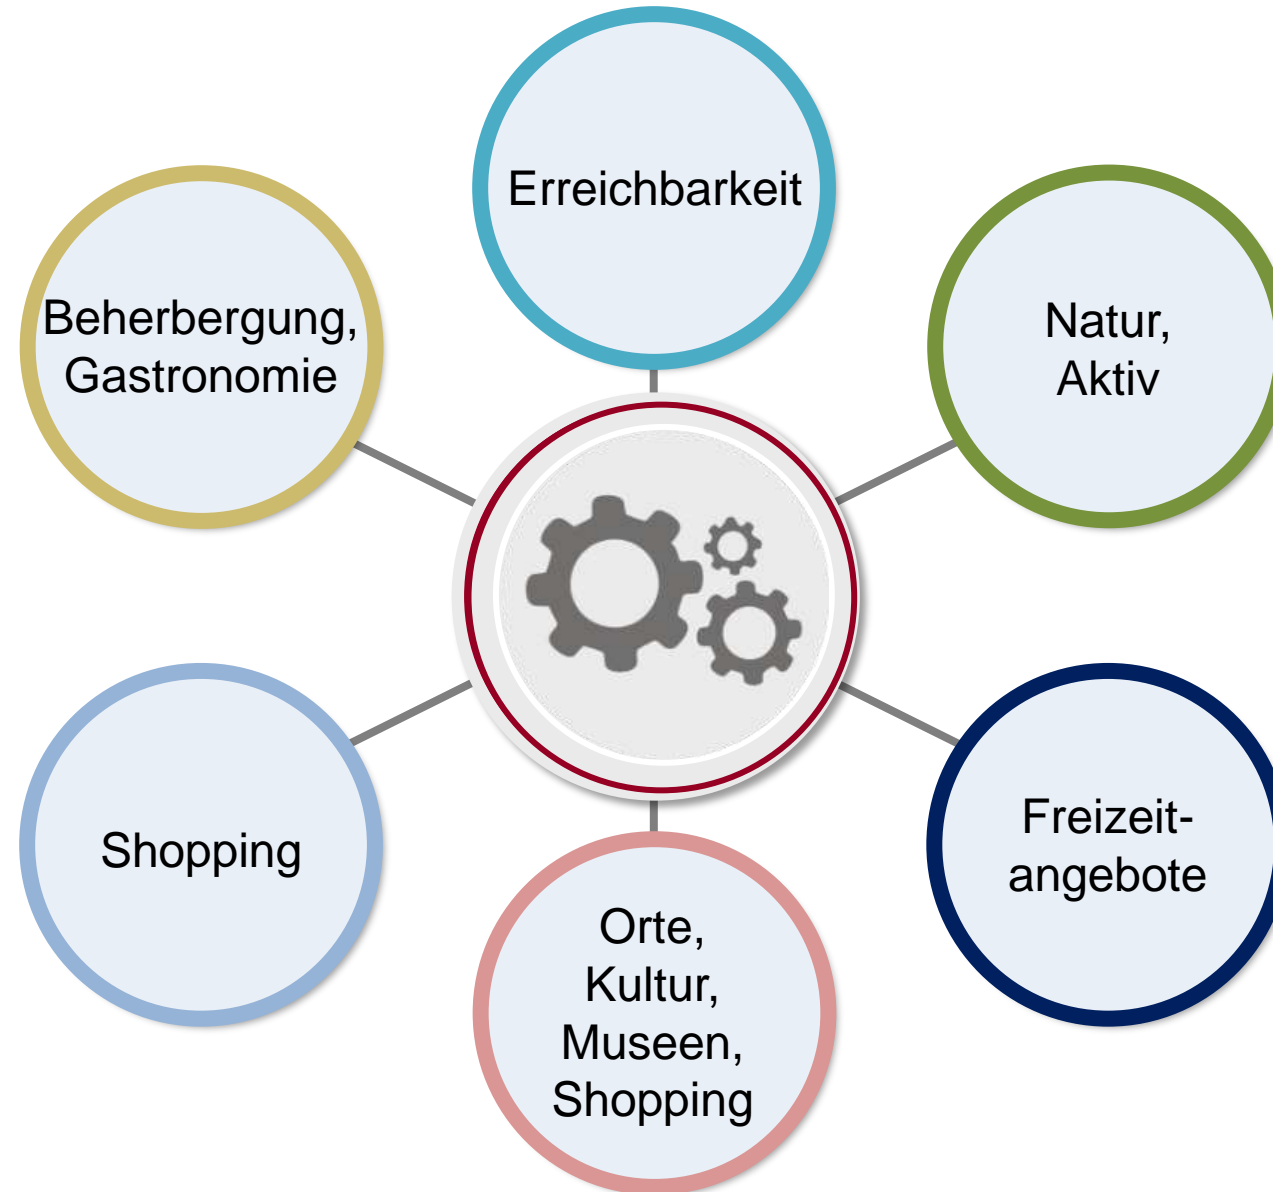 Erreichbarkeit
Beherbergung,
Gastronomie
Natur,
Aktiv
Shopping
Freizeit-
angebote
Orte,
Kultur,
Museen,
Shopping